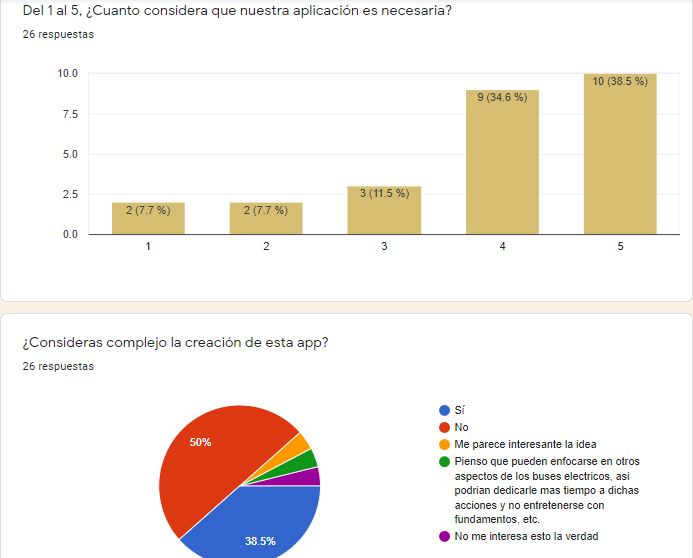 Del 1 al 5, ¿Cuanto considera que nuestra aplicación es necesaria?
26 respuestas
10.0
7.5
5.0
2.5
0.0
2 (7.7 %)
2 (7.7 %)
3 (11.5 %)
9 (34.6 %)
10 (38.5 %)
1
2
3
4
5
¿Consideras complejo la creación de esta app?
26 respuestas
50%
38.5%
Sí
No
Me parece interesante la idea
Pienso que pueden enfocarse en otros
aspectos de los buses electricos, asi
podrian dedicarle mas tiempo a dichas
acciones y no entretenerse con
fundamentos, etc.
No me interesa esto la verdad